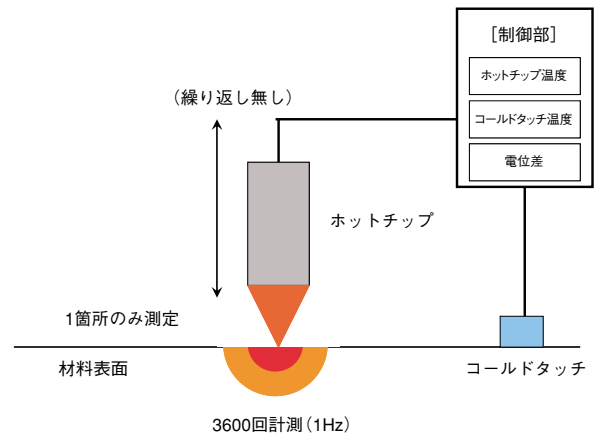 ［制御部］
ホットチップ温度
（繰り返し無し）
コールドタッチ温度
電位差
ホットチップ
1箇所のみ測定
材料表面
コールドタッチ
3600回計測（1Hz）